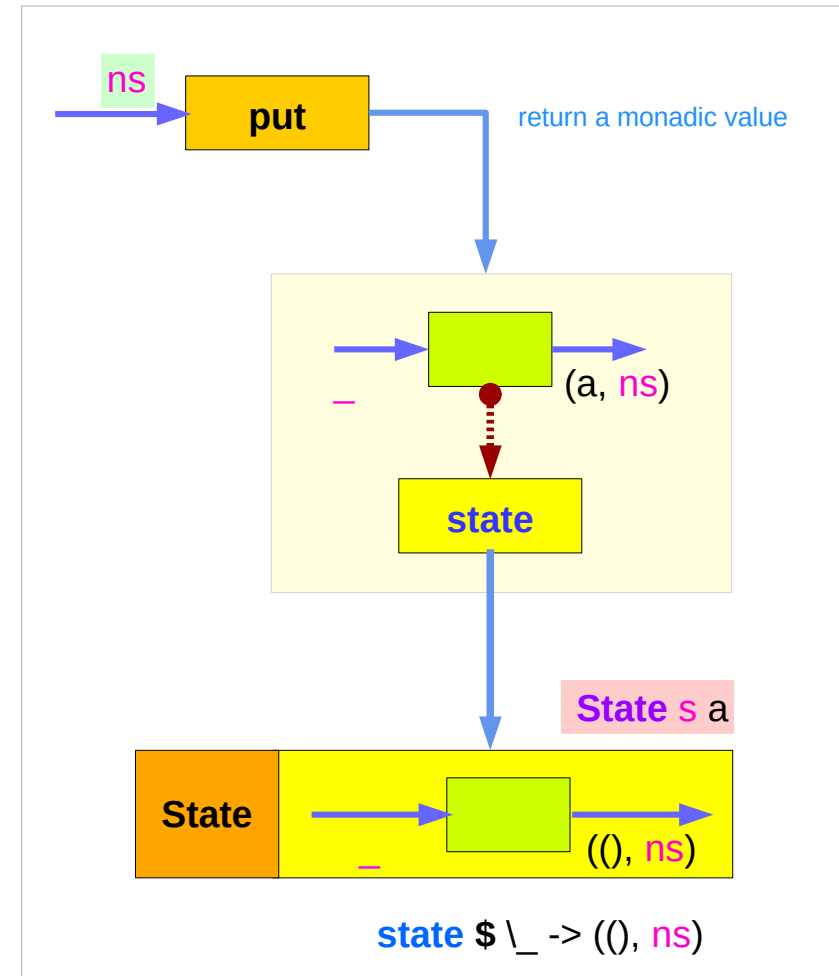 ns
put
return a monadic value
_
(a, ns)
state
State s a
State
_
((), ns)
state $ \_ -> ((), ns)